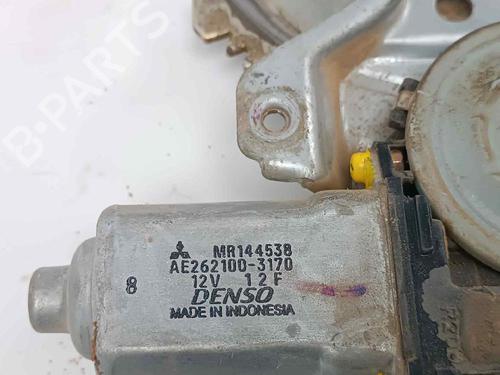 B-PARTS
MR144538
AE262100-3170
8
12V 12F
DENSO
MADE IN INDONESIA